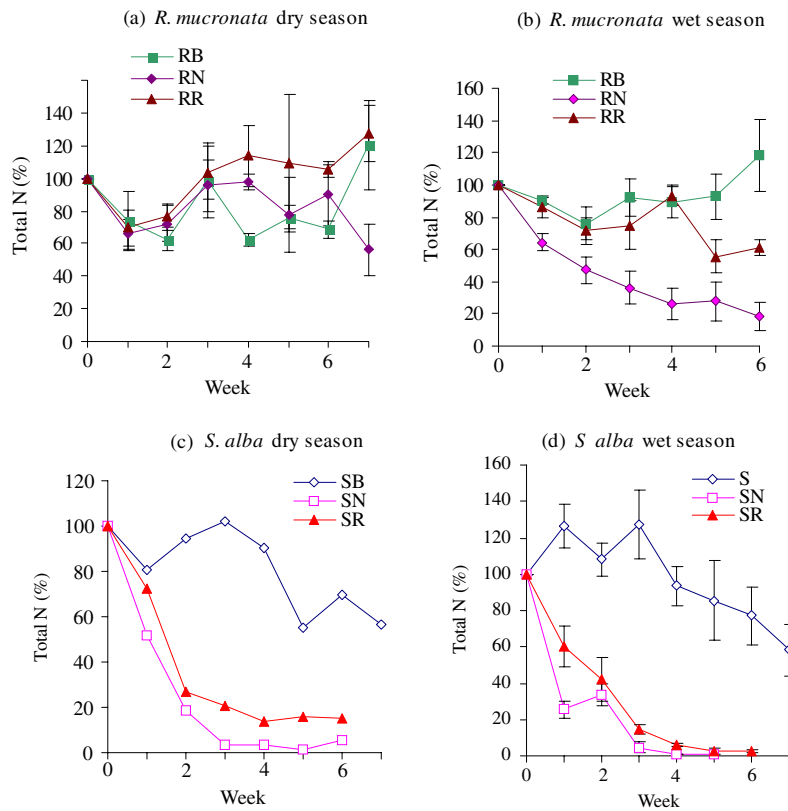 (a) R. mucronata dry season
RB
RN
RR
Total N (%)
140
120
100
80
60
40
20
0
0 2 4 6
Week
(b) R. mucronata wet season
RB
RN
RR
Total N (%)
160
140
120
100
80
60
40
20
0
0 2 4 6
Week
(c) S. alba dry season
SB
SN
SR
Total N (%)
120
100
80
60
40
20
0
0 2 4 6
Week
(d) S alba wet season
S
SN
SR
Total N (%)
160
140
120
100
80
60
40
20
0
0 2 4 6
Week